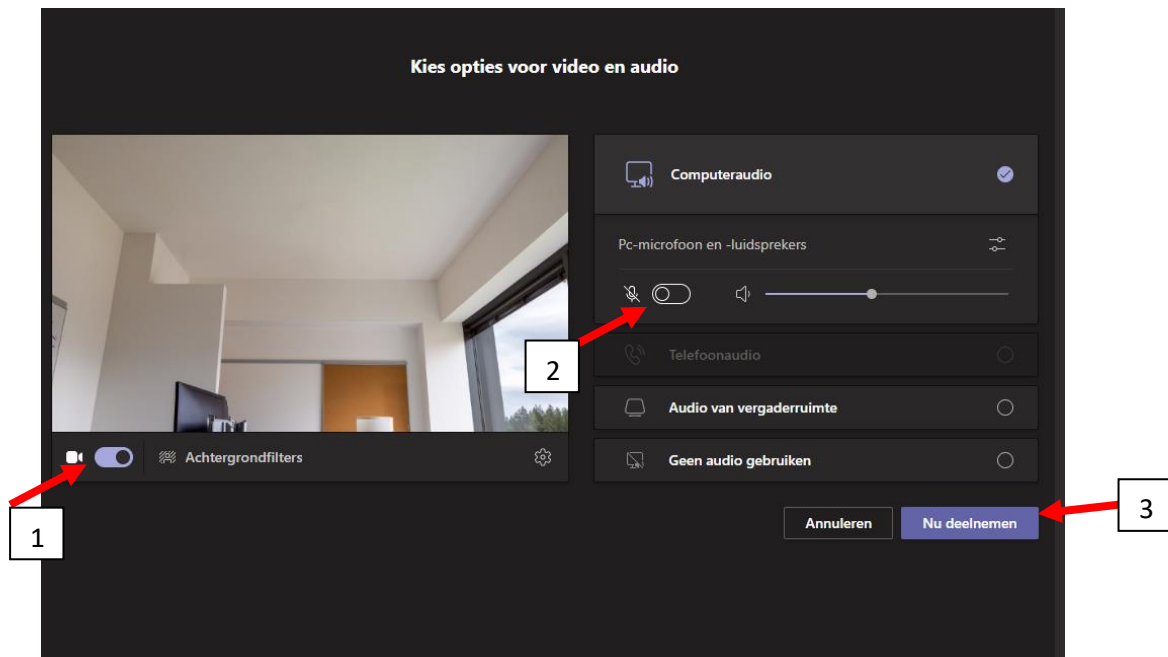 Kies opties voor video en audio
Computeraudio
Pc-microfoon en -luidsprekers
2
Telefoonaudio
Audio van vergaderruimte
Achtergrondfilters
Geen audio gebruiken
1
Annuleren
Nu deelnemen
3